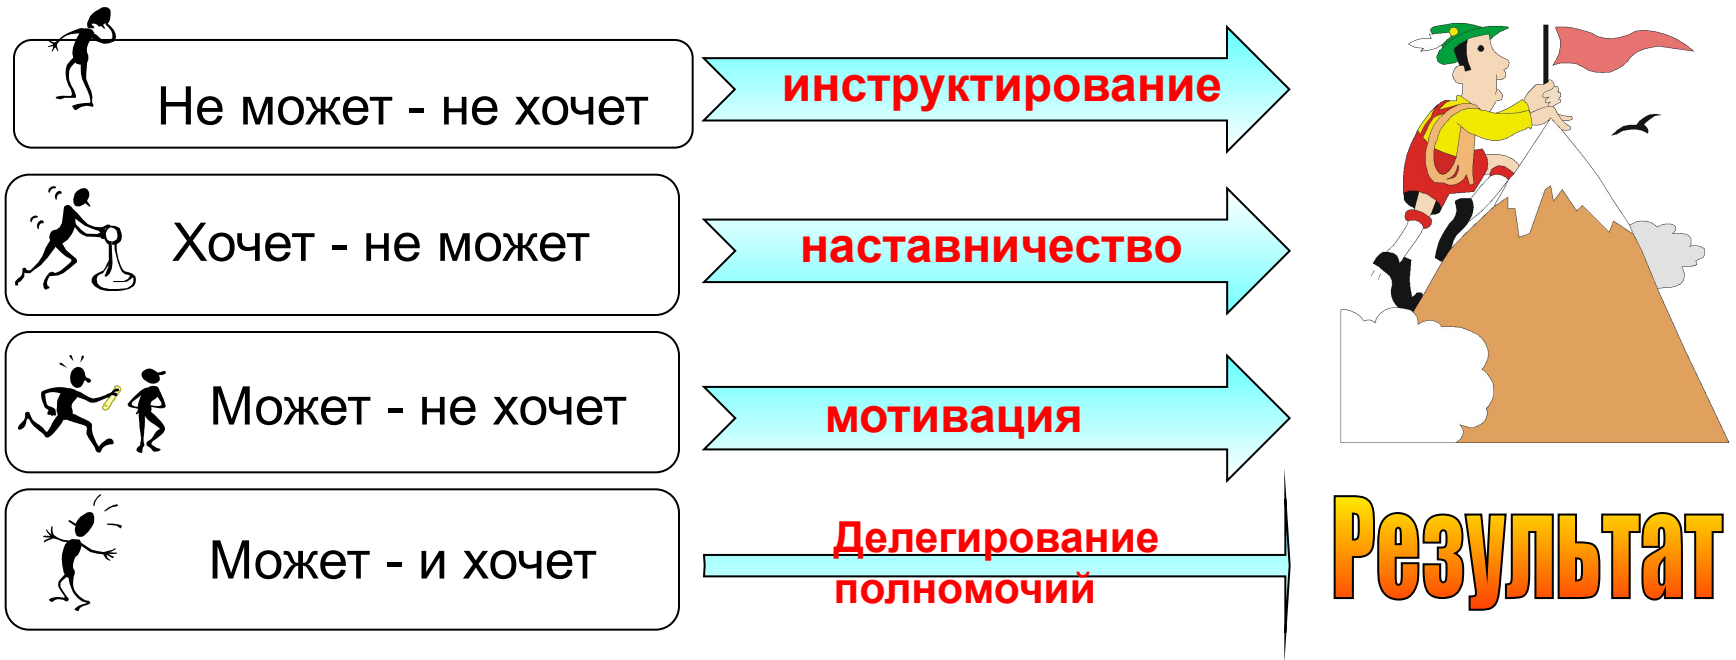 Не может - не хочет
инструктирование
Хочет - не может
наставничество
Может - не хочет
мотивация
Может - и хочет
Делегирование
полномочий
Результат